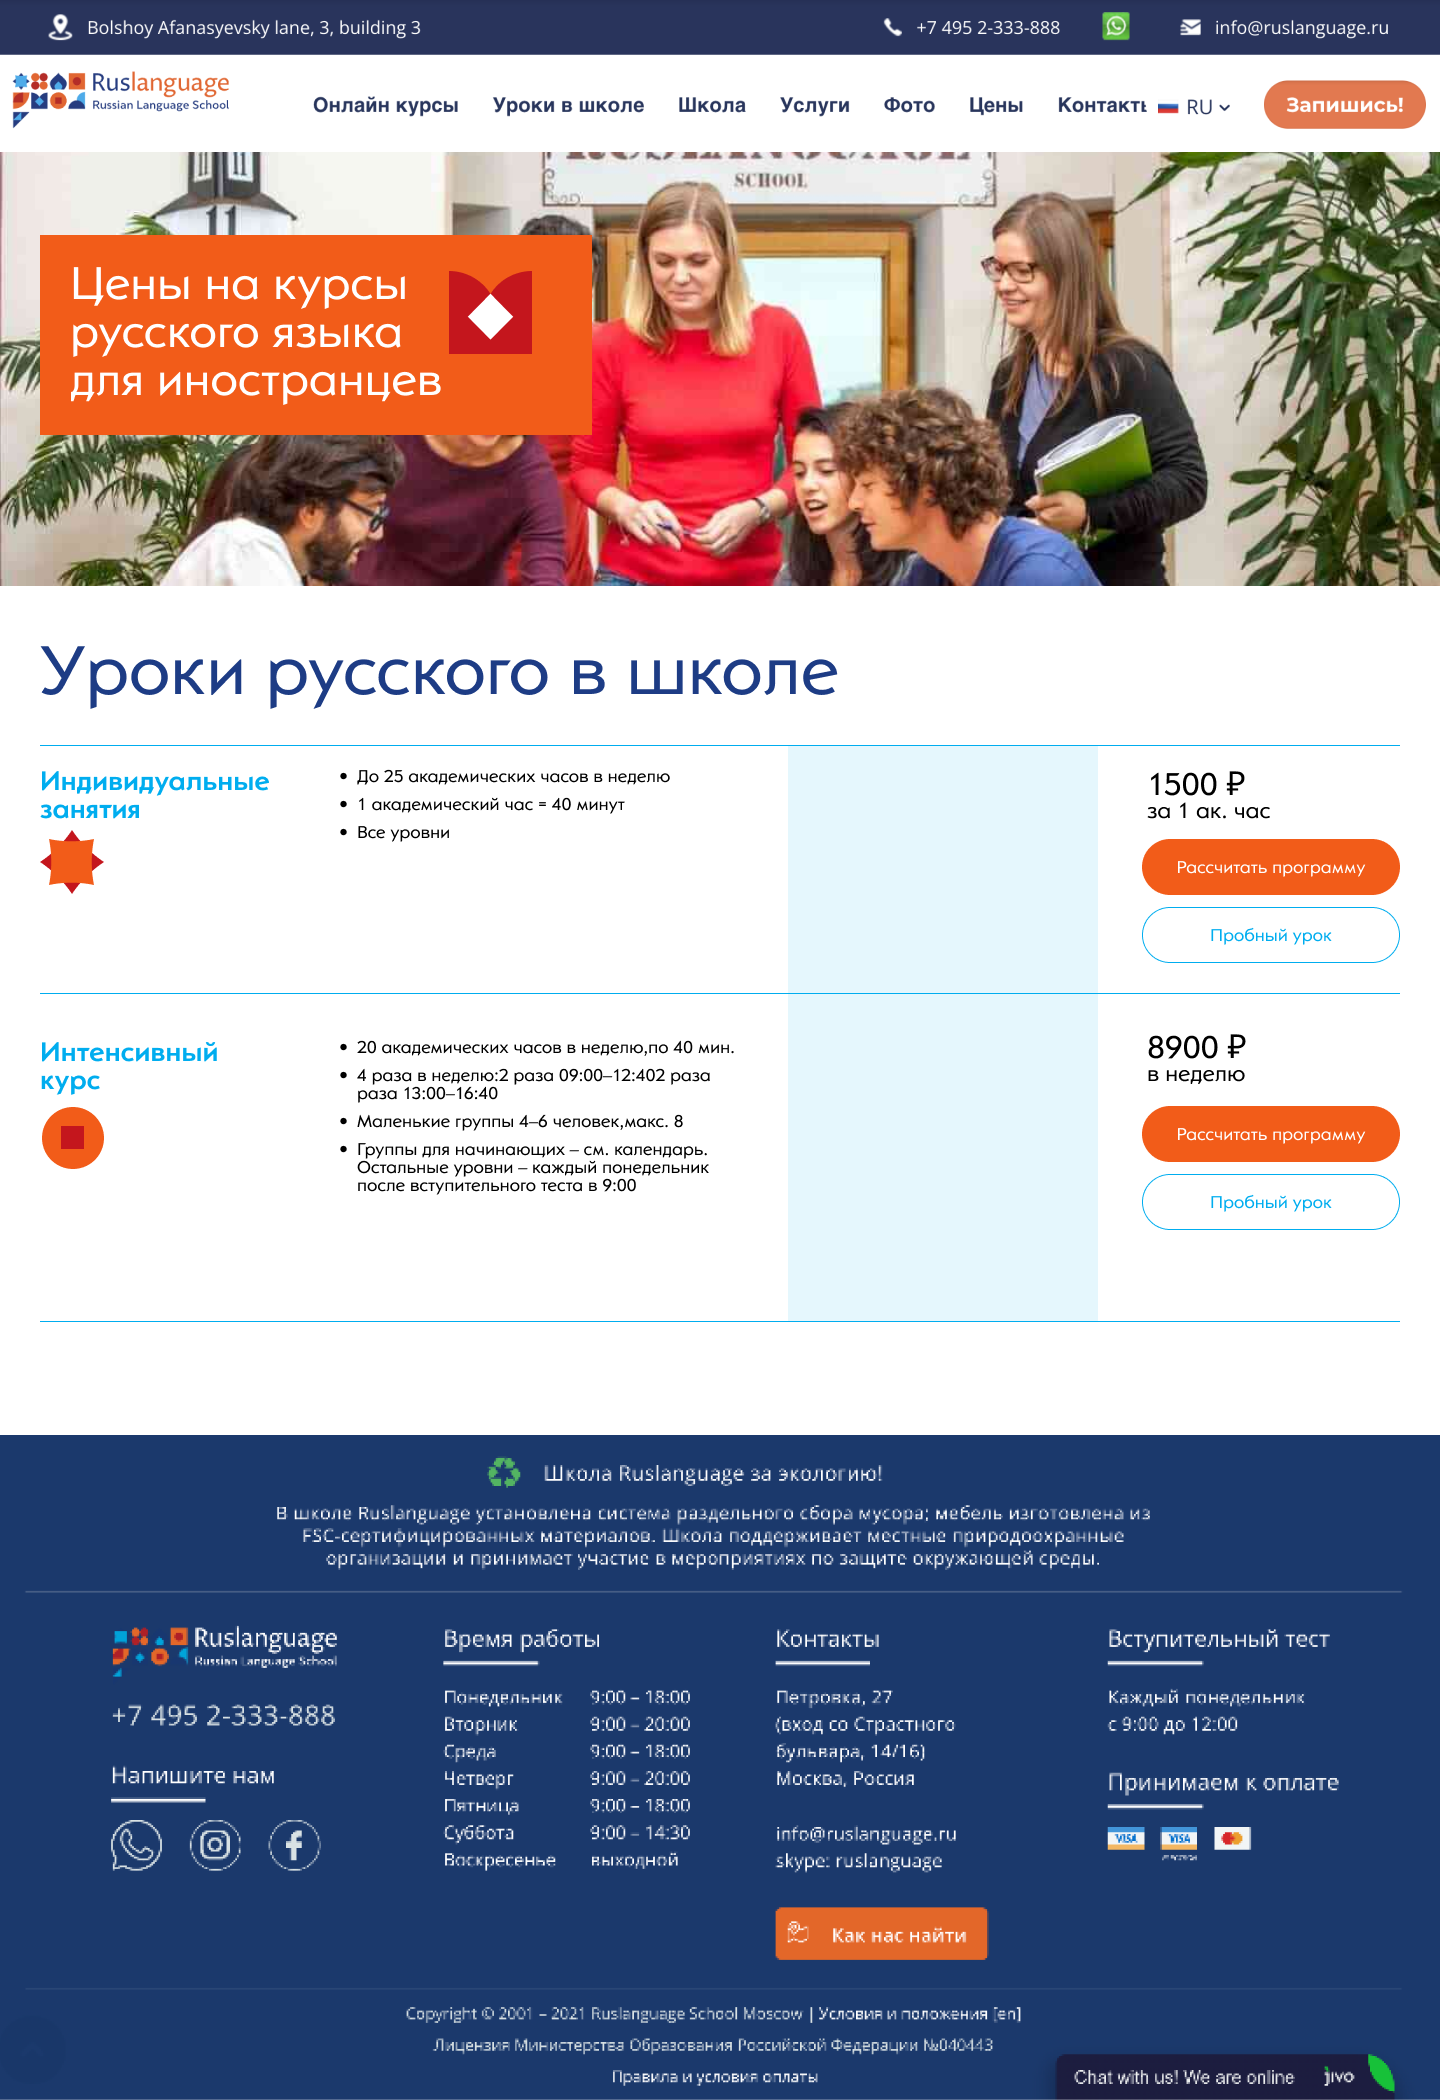 Bolshoy Afanasyevsky lane, 3, building 3
+7 495 2-333-888
info@ruslanguage.ru
Ruslanguage
Russian Language School
Онлайн курсы
Уроки в школе
Школа
Услуги
Фото
Цены
Контакты
RU
Запишись!
SCHOOL
11
Цены на курсы
русского языка
для иностранцев
Уроки русского в школе
Индивидуальные
занятия
До 25 академических часов в неделю
1 академический час = 40 минут
Все уровни
1500 ₽
за 1 ак. час
Рассчитать программу
Пробный урок
Интенсивный
курс
20 академических часов в неделю,по 40 мин.
4 раза в неделю:2 раза 09:00–12:402 раза
раза 13:00–16:40
Маленькие группы 4–6 человек,макс. 8
Группы для начинающих – см. календарь.
Остальные уровни – каждый понедельник
после вступительного теста в 9:00
8900 ₽
в неделю
Рассчитать программу
Пробный урок
Школа Ruslanguage за экологию!
В школе Ruslanguage установлена система раздельного сбора мусора; мебель изготовлена из
FSC-сертифицированных материалов. Школа поддерживает местные природоохранные
организации и принимает участие в мероприятиях по защите окружающей среды.
Ruslanguage
Russian Language School
+7 495 2-333-888
Напишите нам
Время работы
Понедельник 9:00 – 18:00
Вторник 9:00 – 20:00
Среда 9:00 – 18:00
Четверг 9:00 – 20:00
Пятница 9:00 – 18:00
Суббота 9:00 – 14:30
Воскресенье выходной
Контакты
Петровка, 27
(вход со Страстного
бульвара, 14/16)
Москва, Россия
info@ruslanguage.ru
skype: ruslanguage
Как нас найти
Вступительный тест
Каждый понедельник
с 9:00 до 12:00
Принимаем к оплате
VISA
VISA
Copyright © 2001 – 2021 Ruslanguage School Moscow | Условия и положения [en]
Лицензия Министерства Образования Российской Федерации №040443
Правила и условия оплаты
Chat with us! We are online
jivo